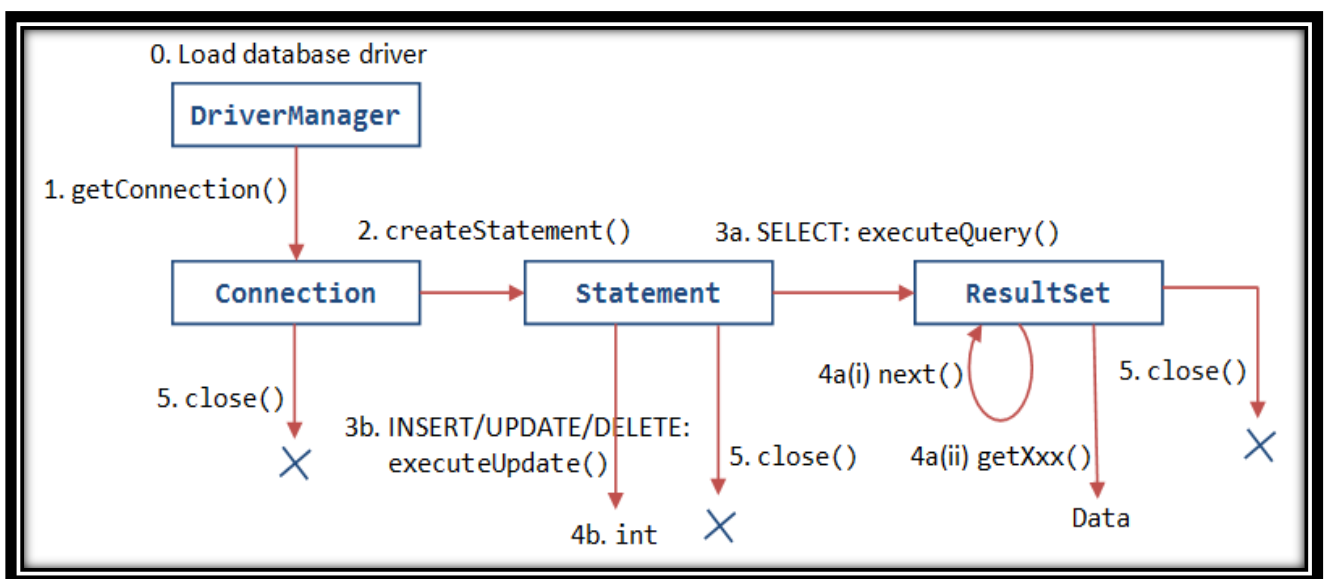 0. Load database driver
DriverManager
1. getConnection()
2. createStatement()
3a. SELECT: executeQuery()
Connection
Statement
ResultSet
5. close()
3b. INSERT/UPDATE/DELETE:
executeUpdate()
4b. int
5. close()
4a(i) next()
4a(ii) getXxx()
Data
5. close()